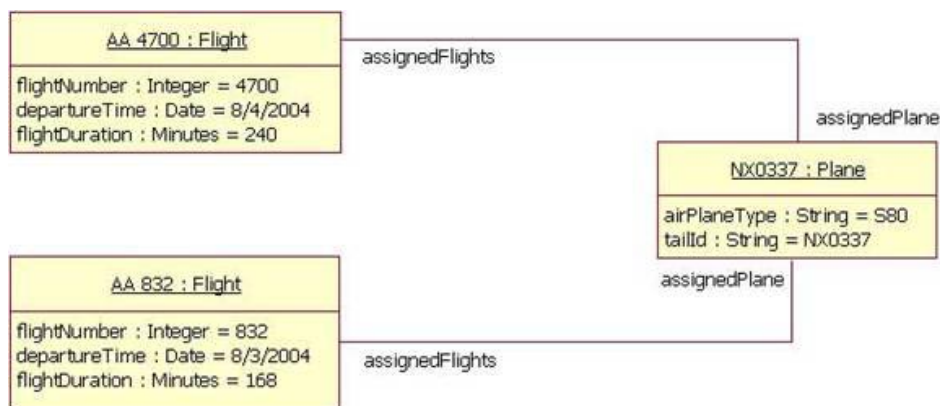 AA 4700 : Flight
flightNumber : Integer = 4700
departureTime : Date = 8/4/2004
flightDuration : Minutes = 240
assignedFlights
assignedPlane
NX0337 : Plane
airPlaneType : String = S80
tailId : String = NX0337
assignedPlane
AA 832 : Flight
flightNumber : Integer = 832
departureTime : Date = 8/3/2004
flightDuration : Minutes = 168
assignedFlights